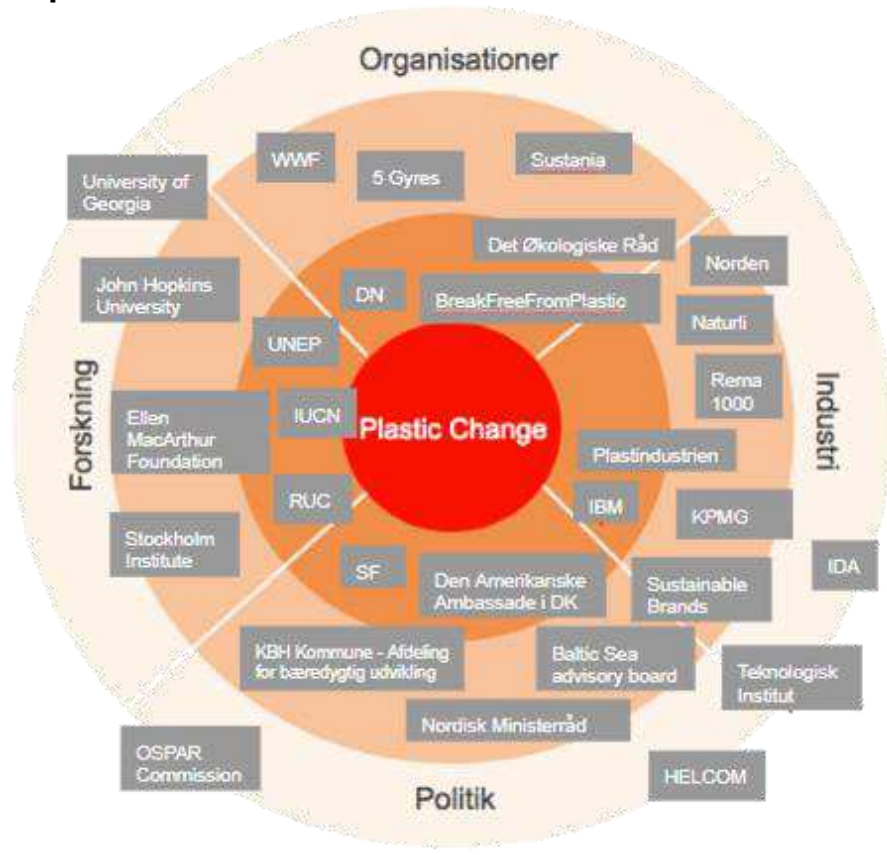 Organisationer
WWF
5 Gyres
Sustania
University of
Georgia
Det Økologiske Råd
Norden
John Hopkins
University
DN
BreakFreeFromPlastic
Naturli
UNEP
Rema
1000
Forskning
Ellen
MacArthur
Foundation
IUCN
Plastic Change
Industri
Plastindustrien
RUC
IBM
KPMG
Stockholm
Institute
SF
Den Amerikanske
Ambassade i DK
Sustainable
Brands
IDA
KBH Kommune - Afdeling
for bæredygtig udvikling
Baltic Sea
advisory board
Teknologisk
Institut
Nordisk Ministerråd
OSPAR
Commission
HELCOM
Politik